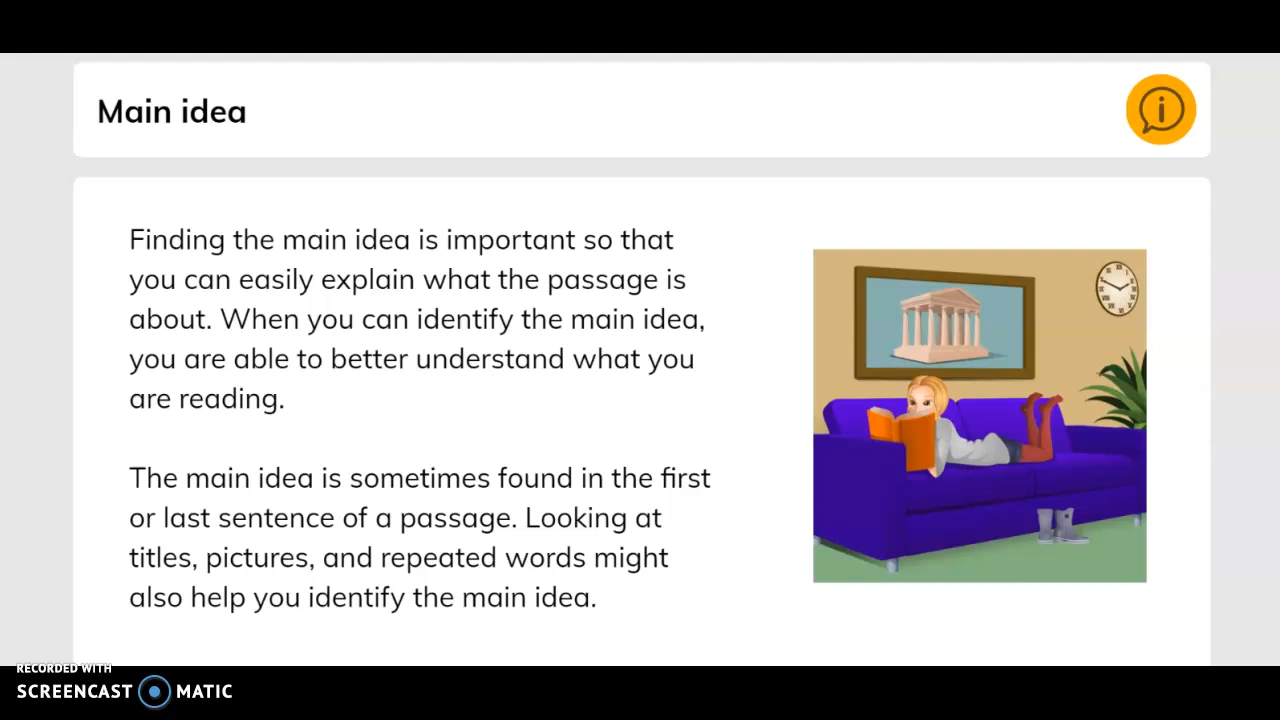 Main idea
Finding the main idea is important so that
you can easily explain what the passage is
about. When you can identify the main idea,
you are able to better understand what you
are reading.
The main idea is sometimes found in the first
or last sentence of a passage. Looking at
titles, pictures, and repeated words might
also help you identify the main idea.
RECORDED WITH
SCREENCAST MATIC